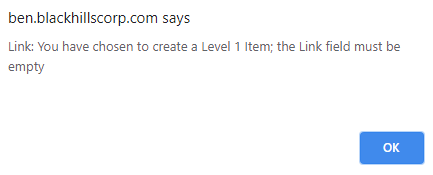 ben.blackhillscorp.com says
Link: You have chosen to create a Level 1 Item; the Link field must be
empty
OK